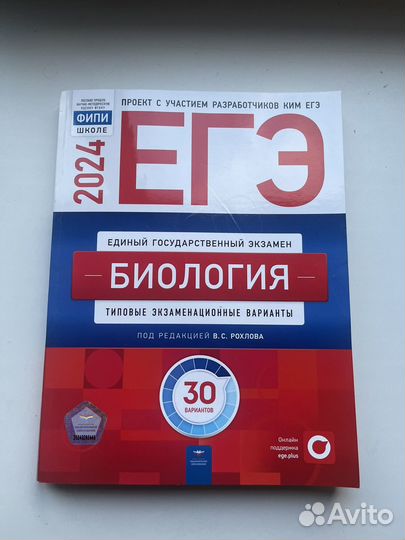 ПРОЕКТ С УЧАСТИЕМ РАЗРАБОТЧИКОВ КИМ ЕГЭ
ФИПИ
ШКОЛЕ
2024
ЕГЭ
ЕДИНЫЙ ГОСУДАРСТВЕННЫЙ ЭКЗАМЕН
БИОЛОГИЯ
ТИПОВЫЕ ЭКЗАМЕНАЦИОННЫЕ ВАРИАНТЫ
ПОД РЕДАКЦИЕЙ В.С. РОХЛОВА
30
ВАРИАНТОВ
Онлайн
поддержка
ege.plus
Avito